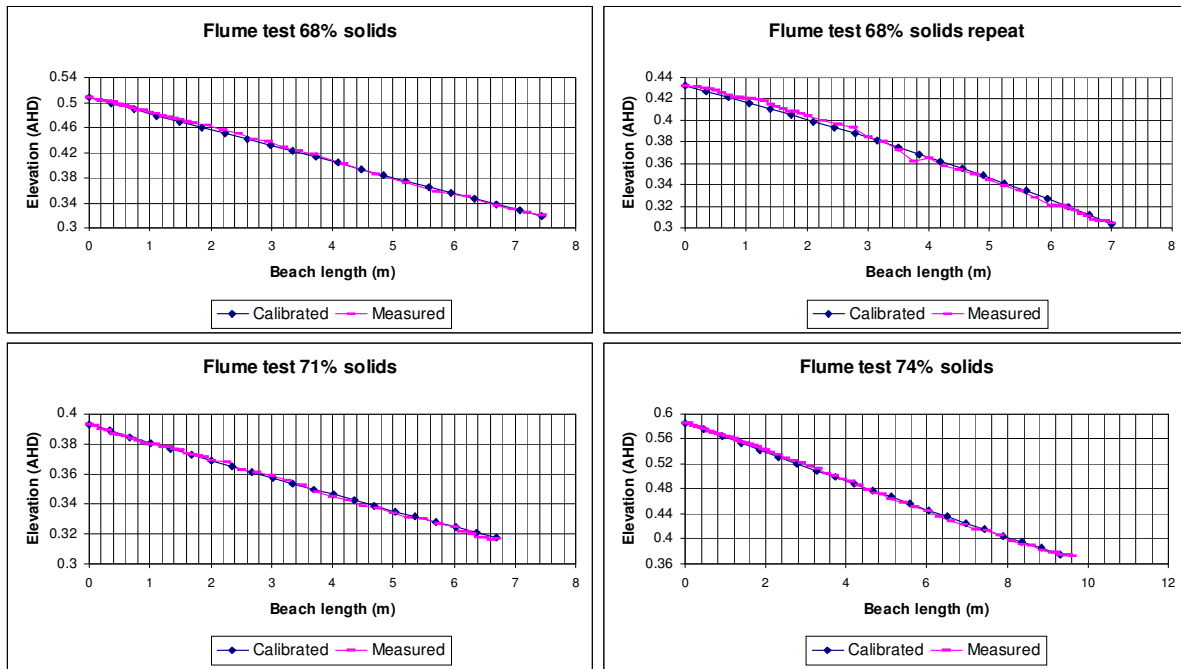 Flume test 68% solids
0.54
0.5
0.46
0.42
0.38
0.34
0.3
Elevation (AHD)
0 1 2 3 4 5 6 7 8
Beach length (m)
Calibrated Measured
Flume test 68% solids repeat
0.44
0.42
0.4
0.38
0.36
0.34
0.32
0.3
Elevation (AHD)
0 1 2 3 4 5 6 7 8
Beach length (m)
Calibrated Measured
Flume test 71% solids
0.4
0.38
0.36
0.34
0.32
0.3
Elevation (AHD)
0 1 2 3 4 5 6 7 8
Beach length (m)
Calibrated Measured
Flume test 74% solids
0.6
0.56
0.52
0.48
0.44
0.4
0.36
Elevation (AHD)
0 2 4 6 8 10 12
Beach length (m)
Calibrated Measured